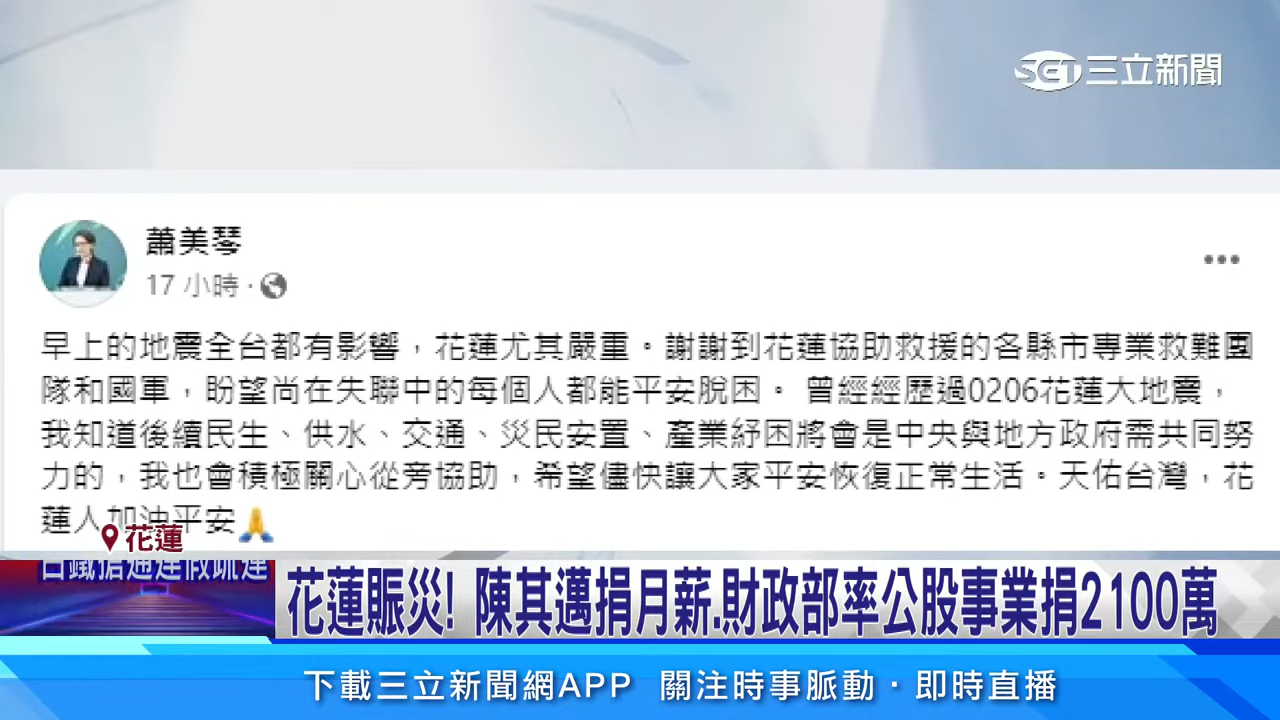 SET三立新聞
蕭美琴
17 小時 ·
早上的地震全台都有影響，花蓮尤其嚴重。謝謝到花蓮協助救援的各縣市專業救難團
隊和國軍，盼望尚在失聯中的每個人都能平安脫困。 曾經經歷過0206花蓮大地震，
我知道後續民生、供水、交通、災民安置、產業紓困將會是中央與地方政府需共同努
力的，我也會積極關心從旁協助，希望儘快讓大家平安恢復正常生活。天佑台灣，花
蓮人加油平安🙏
花蓮
台鐵搶通連假疏運
花蓮賑災! 陳其邁捐月薪.財政部率公股事業捐2100萬
下載三立新聞網APP 關注時事脈動·即時直播